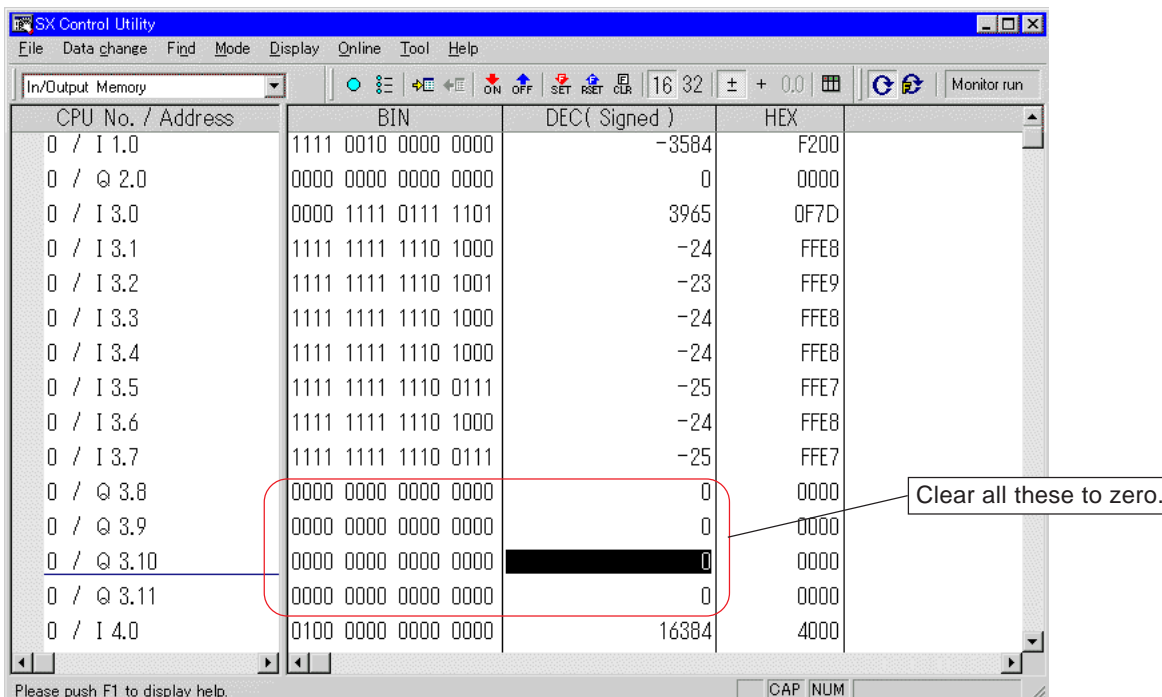 SX Control Utility
File Data change Find Mode Display Online Tool Help
In/Output Memory ON OFF SET RSET CLR 16 32 ± + 0.0 Monitor run
CPU No. / Address BIN DEC( Signed ) HEX
0 / I 1.0 1111 0010 0000 0000 -3584 F200
0 / Q 2.0 0000 0000 0000 0000 0 0000
0 / I 3.0 0000 1111 0111 1101 3965 0F7D
0 / I 3.1 1111 1111 1110 1000 -24 FFE8
0 / I 3.2 1111 1111 1110 1001 -23 FFE9
0 / I 3.3 1111 1111 1110 1000 -24 FFE8
0 / I 3.4 1111 1111 1110 1000 -24 FFE8
0 / I 3.5 1111 1111 1110 0111 -25 FFE7
0 / I 3.6 1111 1111 1110 1000 -24 FFE8
0 / I 3.7 1111 1111 1110 0111 -25 FFE7
0 / Q 3.8 0000 0000 0000 0000 0 0000
Clear all these to zero.
0 / Q 3.9 0000 0000 0000 0000 0 0000
0 / Q 3.10 0000 0000 0000 0000 0 0000
0 / Q 3.11 0000 0000 0000 0000 0 0000
0 / I 4.0 0100 0000 0000 0000 16384 4000
Please push F1 to display help. CAP NUM